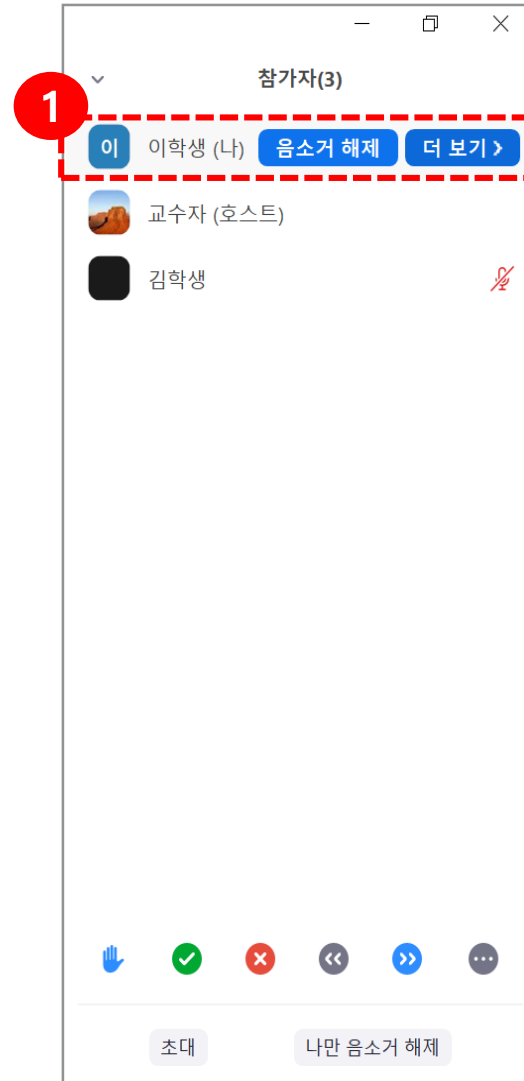 참가자(3)
1
이 이학생 (나) 음소거 해제 더 보기
교수자 (호스트)
김학생
초대 나만 음소거 해제